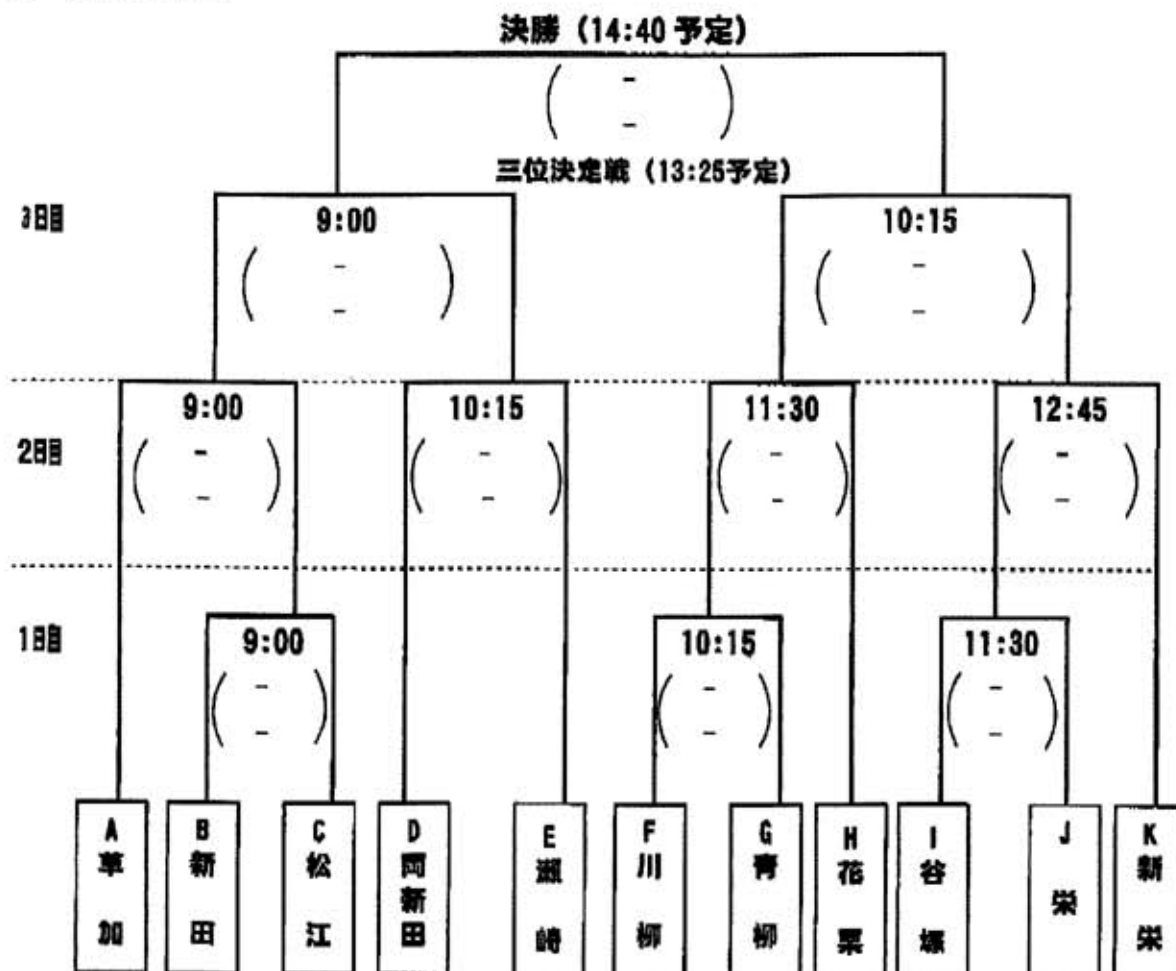 決勝 (14:40 予定)
( - - )
三位決定戦 (13:25予定)
3日目
9:00
10:15
( - - )
( - - )
2日目
9:00
10:15
11:30
12:45
( - - )
( - - )
( - - )
( - - )
1日目
9:00
10:15
11:30
( - - )
( - - )
( - - )
A 草加
B 新田
C 松江
D 両新田
E 瀬崎
F 川柳
G 青柳
H 花栗
I 谷塚
J 栄
K 新栄